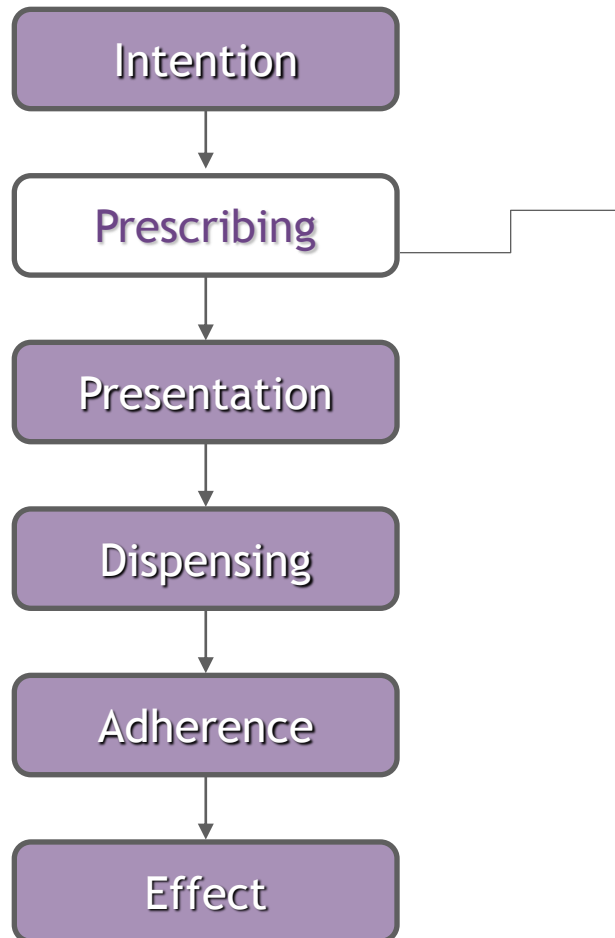 Intention
Prescribing
Presentation
Dispensing
Adherence
Effect